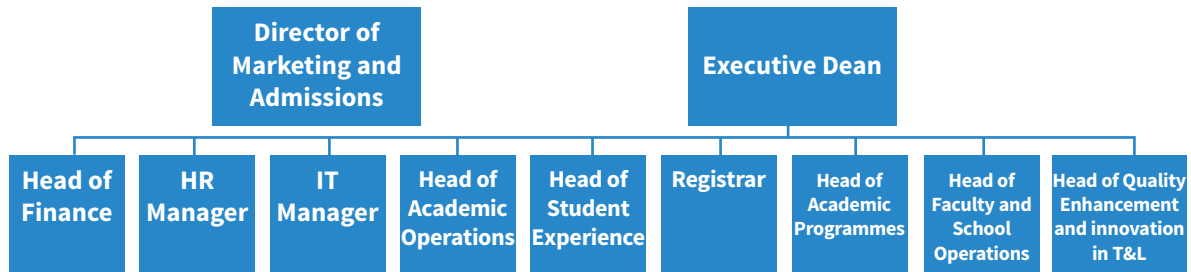 Director of
Marketing and
Admissions
Executive Dean
Head of
Finance
HR
Manager
IT
Manager
Head of
Academic
Operations
Head of
Student
Experience
Registrar
Head of
Academic
Programmes
Head of
Faculty and
School
Operations
Head of Quality
Enhancement
and innovation
in T&L